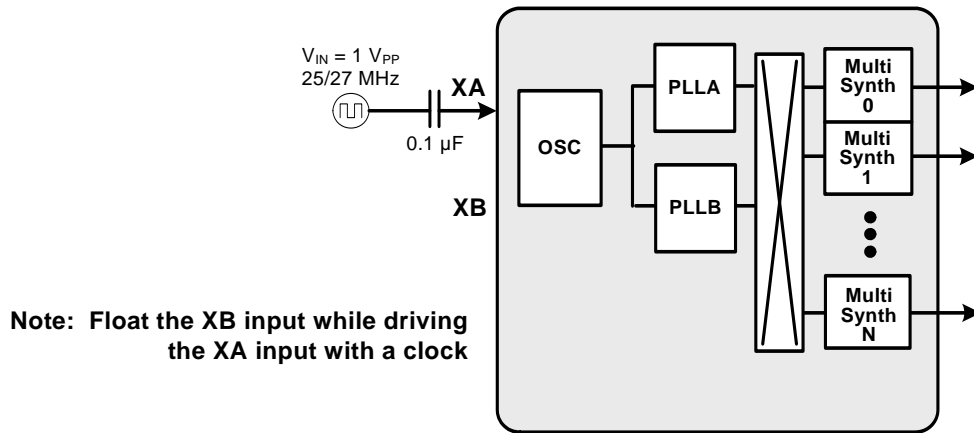 V_IN = 1 V_PP
25/27 MHz
XA
0.1 µF
XB
OSC
PLLA
PLLB
Multi
Synth
0
Multi
Synth
1
Multi
Synth
N
Note: Float the XB input while driving
the XA input with a clock